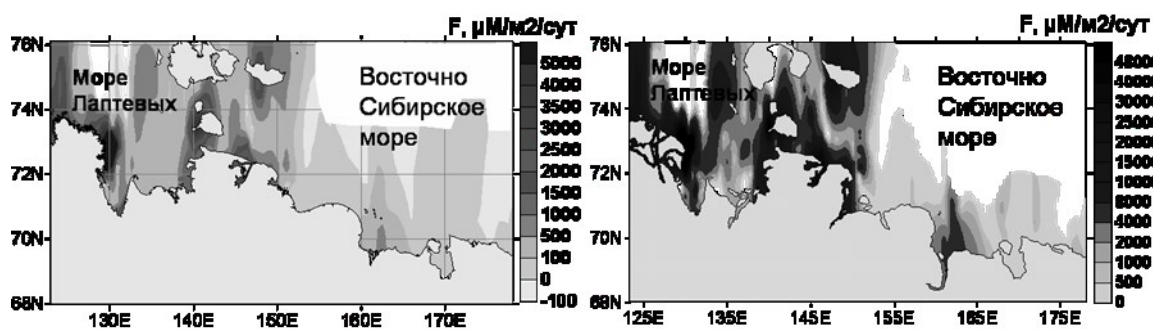 F, µM/м2/сут
76N
74N
72N
70N
68N
130E
140E
150E
160E
170E
Море
Лаптевых
Восточно
Сибирское
море
5000
4000
3500
3000
2500
2000
1500
1000
500
100
0
-100
F, µM/м2/сут
76N
74N
72N
70N
68N
125E
135E
145E
155E
165E
175E
Море
Лаптевых
Восточно
Сибирское
море
48000
40000
30000
20000
10000
8000
4000
2000
1000
500
0